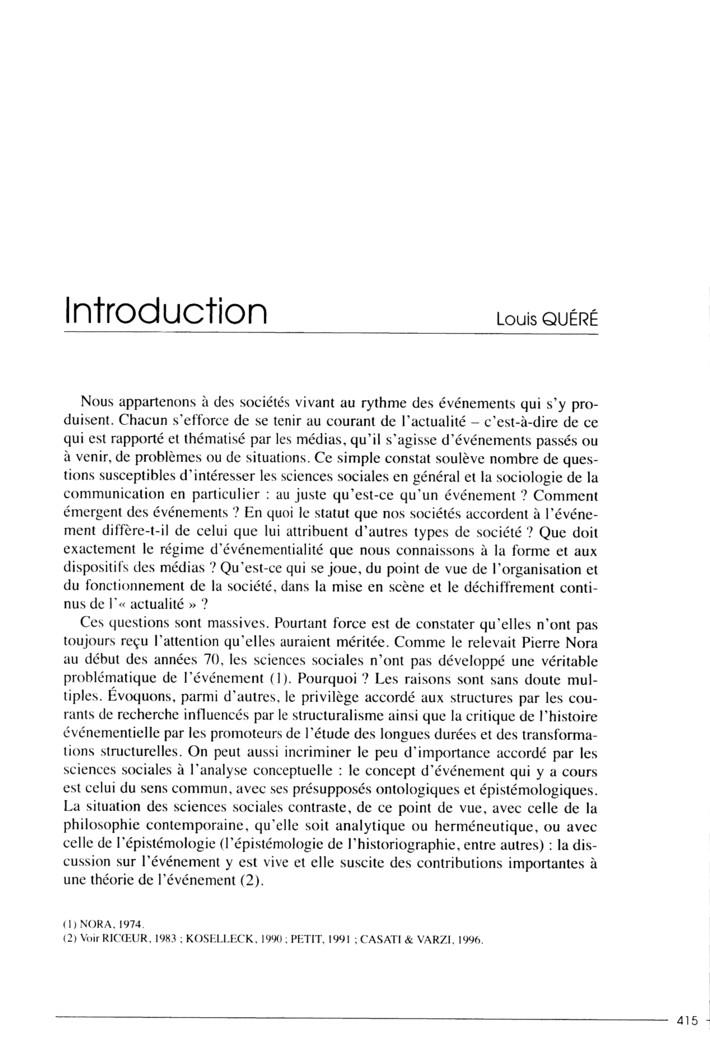 Introduction
Louis QUÉRÉ
Nous appartenons à des sociétés vivant au rythme des événements qui s'y pro-
duisent. Chacun s'efforce de se tenir au courant de l'actualité – c'est-à-dire de ce
qui est rapporté et thématisé par les médias, qu'il s'agisse d'événements passés ou
à venir, de problèmes ou de situations. Ce simple constat soulève nombre de ques-
tions susceptibles d'intéresser les sciences sociales en général et la sociologie de la
communication en particulier : au juste qu'est-ce qu'un événement ? Comment
émergent des événements ? En quoi le statut que nos sociétés accordent à l'événe-
ment diffère-t-il de celui que lui attribuent d'autres types de société ? Que doit
exactement le régime d'événementialité que nous connaissons à la forme et aux
dispositifs des médias ? Qu'est-ce qui se joue, du point de vue de l'organisation et
du fonctionnement de la société, dans la mise en scène et le déchiffrement conti-
nus de l'« actualité » ?
Ces questions sont massives. Pourtant force est de constater qu'elles n'ont pas
toujours reçu l'attention qu'elles auraient méritée. Comme le relevait Pierre Nora
au début des années 70, les sciences sociales n'ont pas développé une véritable
problématique de l'événement (1). Pourquoi ? Les raisons sont sans doute mul-
tiples. Évoquons, parmi d'autres, le privilège accordé aux structures par les cou-
rants de recherche influencés par le structuralisme ainsi que la critique de l'histoire
événementielle par les promoteurs de l'étude des longues durées et des transforma-
tions structurelles. On peut aussi incriminer le peu d'importance accordé par les
sciences sociales à l'analyse conceptuelle : le concept d'événement qui y a cours
est celui du sens commun, avec ses présupposés ontologiques et épistémologiques.
La situation des sciences sociales contraste, de ce point de vue, avec celle de la
philosophie contemporaine, qu'elle soit analytique ou herméneutique, ou avec
celle de l'épistémologie (l'épistémologie de l'historiographie, entre autres) : la dis-
cussion sur l'événement y est vive et elle suscite des contributions importantes à
une théorie de l'événement (2).
(1) NORA, 1974.
(2) Voir RICŒUR, 1983 ; KOSELLECK, 1990 ; PETIT, 1991 ; CASATI & VARZI, 1996.
415